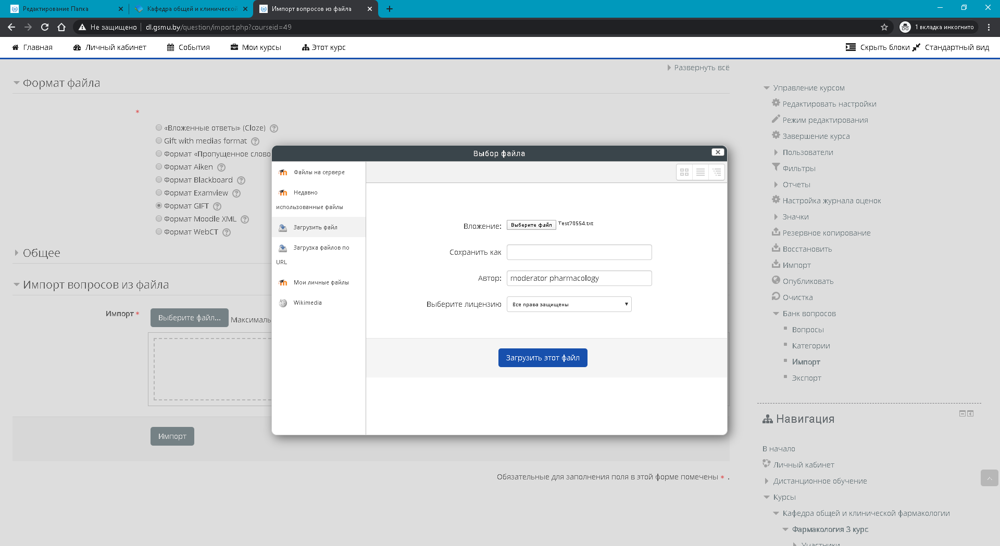 Редактирование Папка
Кафедра общей и клинической
Импорт вопросов из файла
Не защищено
dl.gsmu.by/question/import.php?courseid=49
1 вкладка инкогнито
Главная
Личный кабинет
События
Мои курсы
Этот курс
Скрыть блоки
Стандартный вид
Развернуть всё
Формат файла
*
«Вложенные ответы» (Cloze)
Gift with medias format
Формат «Пропущенное слово
Формат Aiken
Формат Blackboard
Формат Examview
Формат GIFT
Формат Moodle XML
Формат WebCT
Общее
Импорт вопросов из файла
Импорт *
Выберите файл...
Максималь
Импорт
Обязательные для заполнения поля в этой форме помечены * .
Выбор файла
Файлы на сервере
Недавно
использованные файлы
Загрузить файл
Загрузка файлов по
URL
Мои личные файлы
Wikimedia
Вложение: Выберите файл Test70554.txt
Сохранить как
Автор: moderator pharmacology
Выберите лицензию Все права защищены
Загрузить этот файл
Управление курсом
Редактировать настройки
Режим редактирования
Завершение курса
Пользователи
Фильтры
Отчеты
Настройка журнала оценок
Значки
Резервное копирование
Восстановить
Импорт
Опубликовать
Очистка
Банк вопросов
Вопросы
Категории
Импорт
Экспорт
Навигация
В начало
Личный кабинет
Дистанционное обучение
Курсы
Кафедра общей и клинической фармакологии
Фармакология 3 курс
Участники